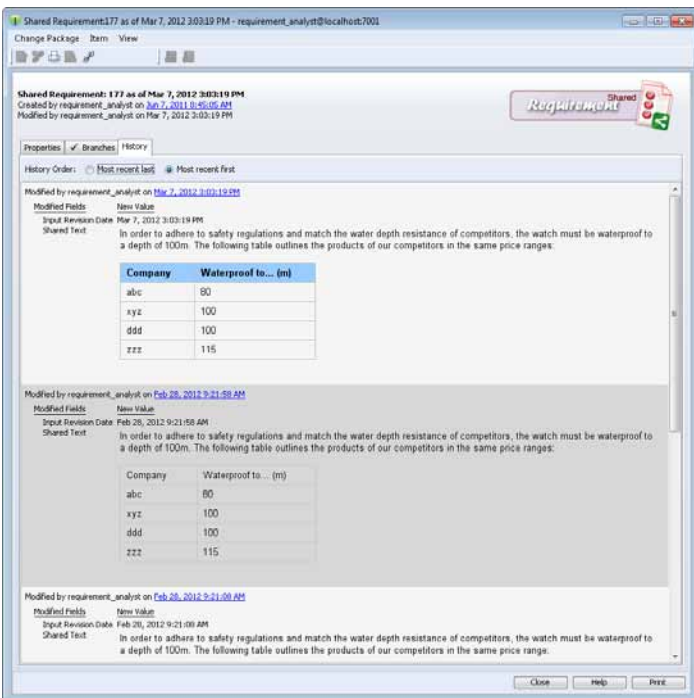 Shared Requirement:177 as of Mar 7, 2012 3:03:19 PM - requirement_analyst@localhost:7001
Change Package Item View
Shared Requirement: 177 as of Mar 7, 2012 3:03:19 PM
Created by requirement_analyst on Jun 7, 2011 8:45:05 AM
Modified by requirement_analyst on Mar 7, 2012 3:03:19 PM
Shared
Requirement
Properties Branches History
History Order: Most recent last Most recent first
Modified by requirement_analyst on Mar 7, 2012 3:03:19 PM
Modified Fields New Value
Input Revision Date Mar 7, 2012 3:03:19 PM
Shared Text In order to adhere to safety regulations and match the water depth resistance of competitors, the watch must be waterproof to
a depth of 100m. The following table outlines the products of our competitors in the same price ranges:
Company Waterproof to... (m)
abc 80
xyz 100
ddd 100
zzz 115
Modified by requirement_analyst on Feb 28, 2012 9:21:58 AM
Modified Fields New Value
Input Revision Date Feb 28, 2012 9:21:58 AM
Shared Text In order to adhere to safety regulations and match the water depth resistance of competitors, the watch must be waterproof to
a depth of 100m. The following table outlines the products of our competitors in the same price ranges:
Company Waterproof to... (m)
abc 80
xyz 100
ddd 100
zzz 115
Modified by requirement_analyst on Feb 28, 2012 9:21:08 AM
Modified Fields New Value
Input Revision Date Feb 28, 2012 9:21:08 AM
Shared Text In order to adhere to safety regulations and match the water depth resistance of competitors, the watch must be waterproof to
a depth of 100m. The following table outlines the products of our competitors in the same price ranges:
Close Help Print